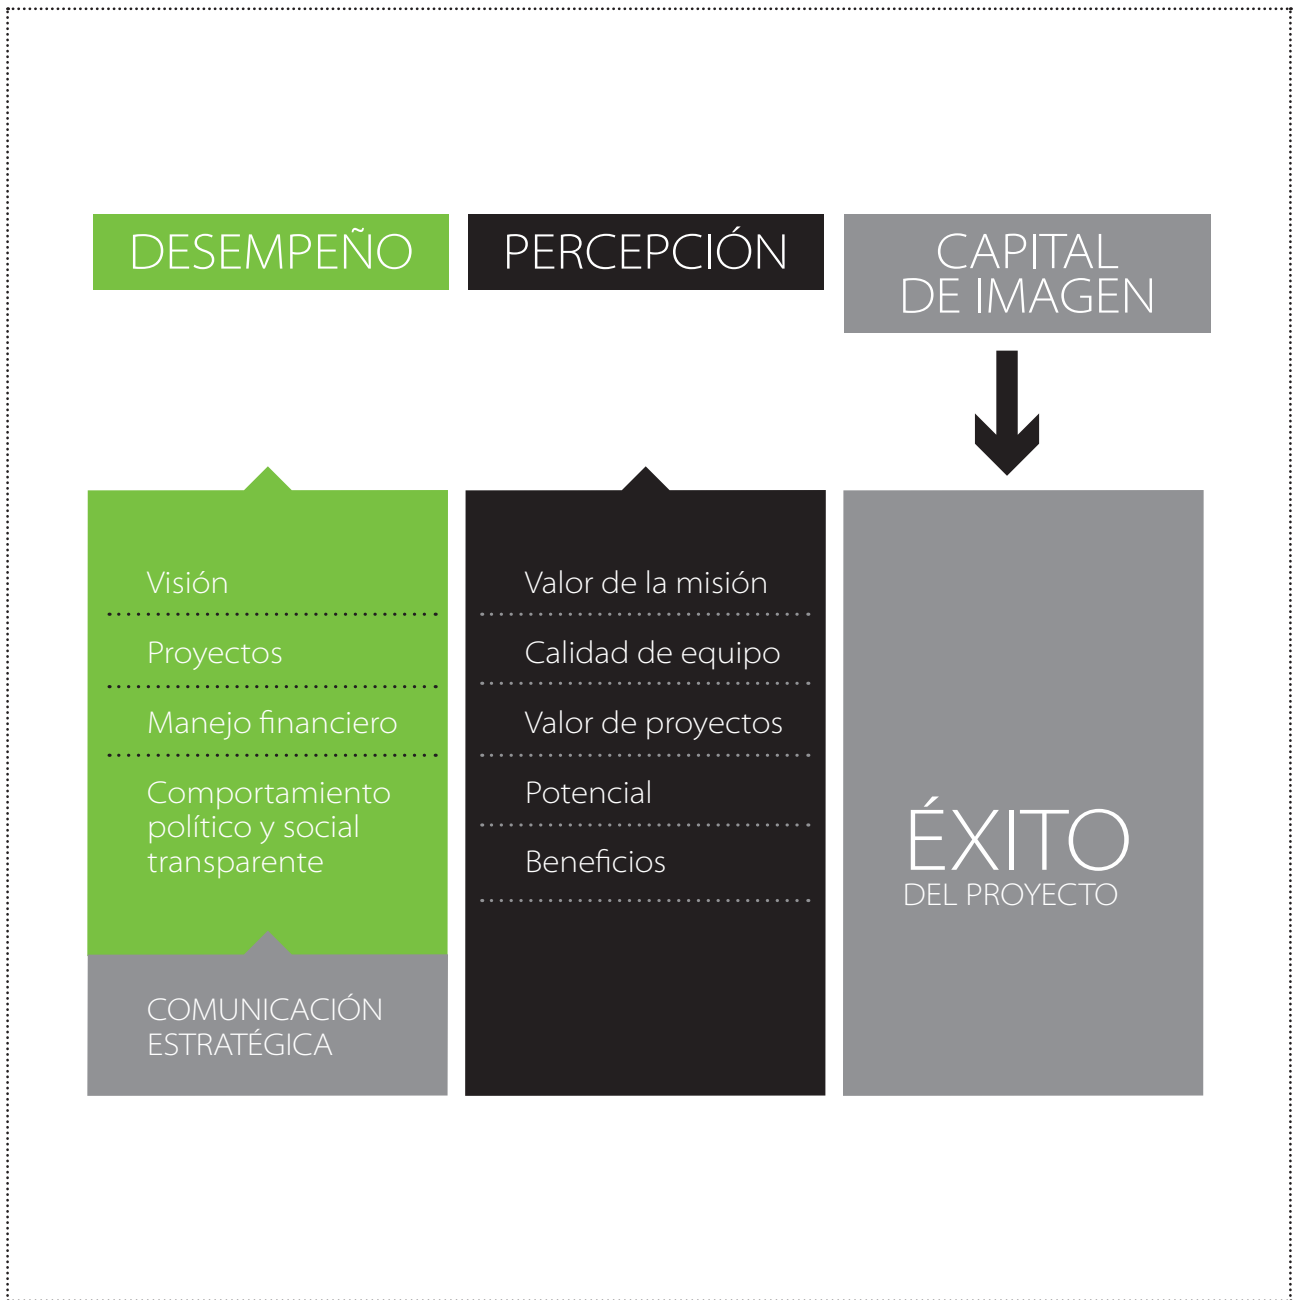 DESEMPEÑO
PERCEPCIÓN
CAPITAL
DE IMAGEN
Visión
Proyectos
Manejo financiero
Comportamiento
político y social
transparente
COMUNICACIÓN
ESTRATÉGICA
Valor de la misión
Calidad de equipo
Valor de proyectos
Potencial
Beneficios
ÉXITO
DEL PROYECTO